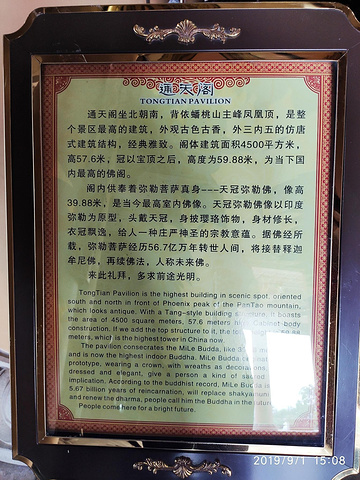 通天阁
TONGTIAN PAVILION
通天阁坐北朝南，背依蟠桃山主峰凤凰顶，是整
个景区最高的建筑，外观古色古香，外三内五的仿唐
式建筑结构，经典雅致。阁体建筑面积4500平方米，
高57.6米，冠以宝顶之后，高度为59.88米，为当下国
内最高的佛阁。
阁内供奉着弥勒菩萨真身---天冠弥勒佛，像高
39.88米，是当今最高室内佛像。天冠弥勒佛像以印度
弥勒为原型，头戴天冠，身披璎珞饰物，身材修长，
衣冠飘逸，给人一种庄严神圣的宗教意蕴。据佛经所
载，弥勒菩萨经历56.7亿万年转世人间，将接替释迦
牟尼佛，再续佛法，人称未来佛。
来此礼拜，多求前途光明。
TongTian Pavilion is the highest building in scenic spot, oriented
south and north in front of Phoenix peak of the PanTao mountain,
which looks antique. With a Tang-style building structure, it boasts
the area of 4500 square meters, 57.6 meters high Cabinet body
construction. If we add the top structure to it, the
meters, which is the highest tower in China now.
The pavilion consecrates the MiLe Budda, like
and is now the highest indoor Buddha. MiLe Budda
prototype, wearing a crown, with wreaths as decorations,
dressed and elegant, give a person a kind of sacred
implication. According to the buddhist record, MiLe Budda
5.67 billion years of reincarnation, will replace shakyamuni
and renew the dharma, people call him the Buddha in the future.
People come here for a bright future.
2019/9/1 15:08